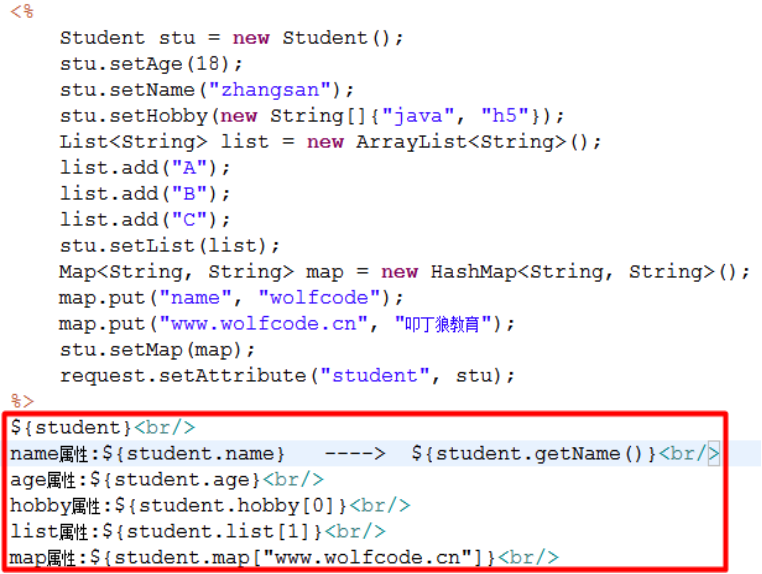 <%
    Student stu = new Student();
    stu.setAge(18);
    stu.setName("zhangsan");
    stu.setHobby(new String[]{"java", "h5"});
    List<String> list = new ArrayList<String>();
    list.add("A");
    list.add("B");
    list.add("C");
    stu.setList(list);
    Map<String, String> map = new HashMap<String, String>();
    map.put("name", "wolfcode");
    map.put("www.wolfcode.cn", "叩丁狼教育");
    stu.setMap(map);
    request.setAttribute("student", stu);
%>
${student}<br/>
name属性:${student.name}   ---->  ${student.getName()}<br/>
age属性:${student.age}<br/>
hobby属性:${student.hobby[0]}<br/>
list属性:${student.list[1]}<br/>
map属性:${student.map["www.wolfcode.cn"]}<br/>